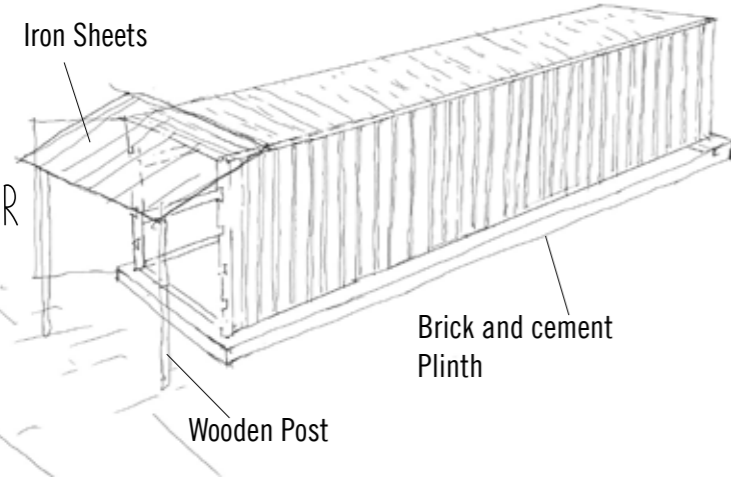 Iron Sheets
R
Brick and cement
Plinth
Wooden Post